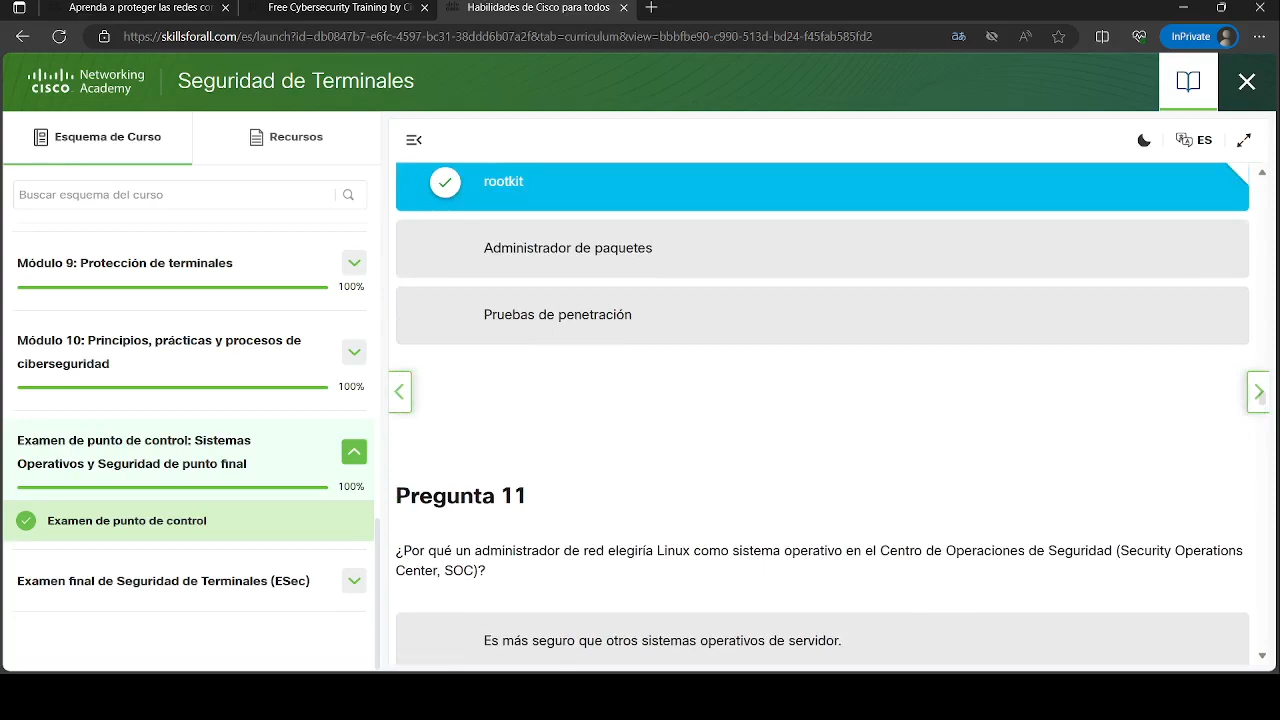 Aprenda a proteger las redes cor
Free Cybersecurity Training by Ci
Habilidades de Cisco para todos
https://skillsforall.com/es/launch?id=db0847b7-e6fc-4597-bc31-38ddd6b07a2f&tab=curriculum&view=bbbfbe90-c990-513d-bd24-f45fab585fd2
InPrivate
CISCO Networking Academy
Seguridad de Terminales
Esquema de Curso
Recursos
ES
Buscar esquema del curso
Módulo 9: Protección de terminales
100%
Módulo 10: Principios, prácticas y procesos de
ciberseguridad
100%
Examen de punto de control: Sistemas
Operativos y Seguridad de punto final
100%
Examen de punto de control
Examen final de Seguridad de Terminales (ESec)
rootkit
Administrador de paquetes
Pruebas de penetración
Pregunta 11
¿Por qué un administrador de red elegiría Linux como sistema operativo en el Centro de Operaciones de Seguridad (Security Operations
Center, SOC)?
Es más seguro que otros sistemas operativos de servidor.